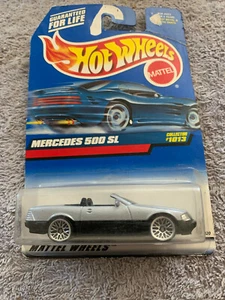 GUARANTEED
FOR LIFE
Hot Wheels
MATTEL
MERCEDES 500 SL
COLLECTOR
#1013
MATTEL WHEELS